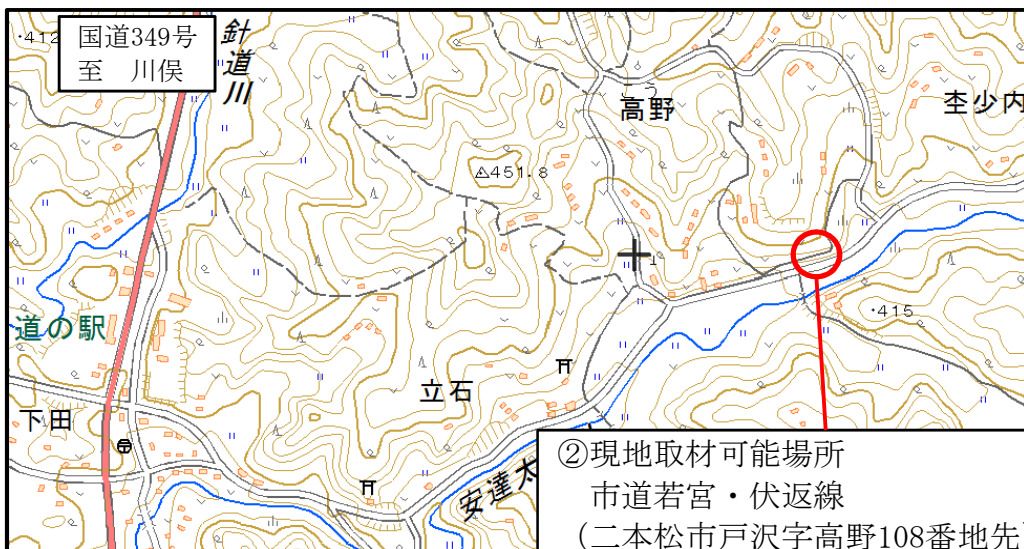 ・412
国道349号
至　川俣
針道川
高野
杢少内
451.8
1
道の駅
・415
立石
下田
安達太
②現地取材可能場所
市道若宮・伏返線
（二本松市戸沢字高野108番地先